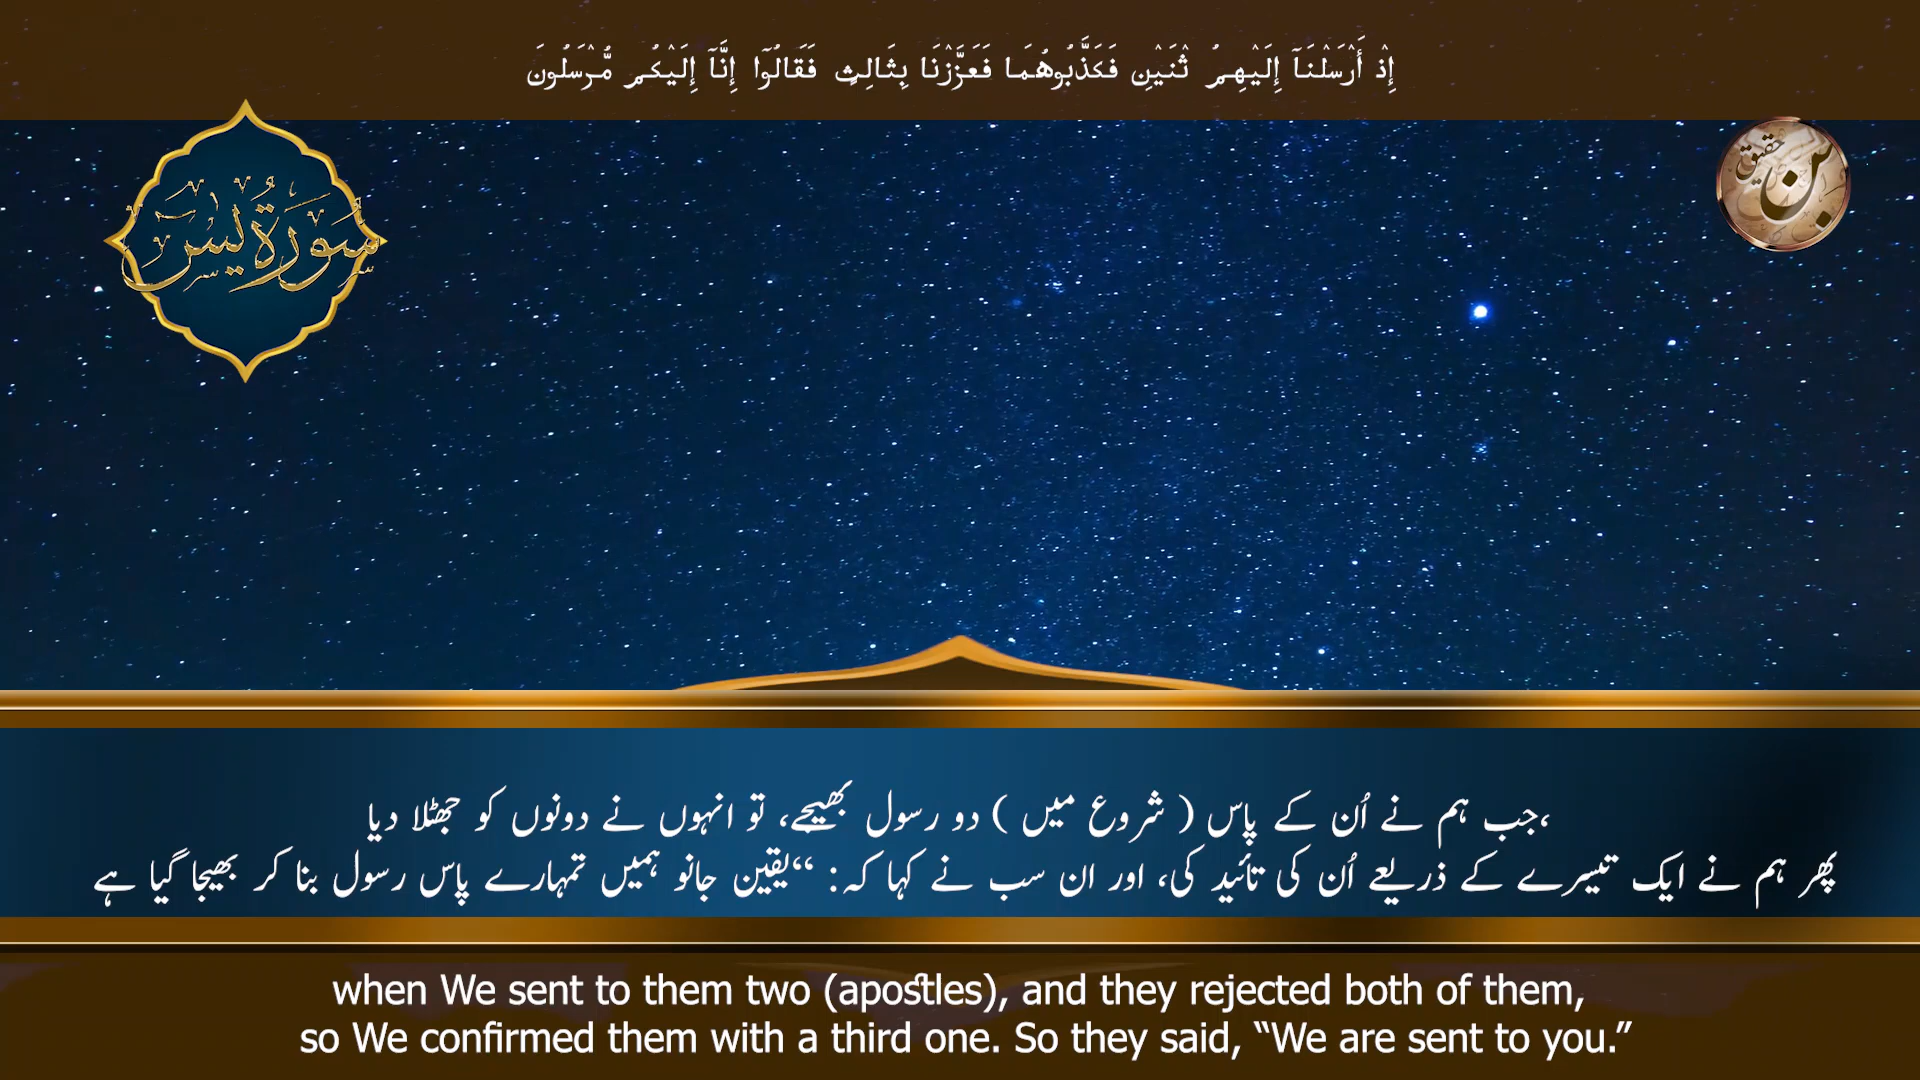 إِذْ أَرْسَلْنَآ إِلَيْهِمُ ٱثْنَيْنِ فَكَذَّبُوهُمَا فَعَزَّزْنَا بِثَالِثٍ فَقَالُوٓا۟ إِنَّآ إِلَيْكُم مُّرْسَلُونَ
سُورَةُ يٰسٓ
بن حقیق
جب ہم نے اُن کے پاس ( شروع میں ) دو رسول بھیجے، تو انہوں نے دونوں کو جھٹلا دیا،
پھر ہم نے ایک تیسرے کے ذریعے اُن کی تائید کی، اور ان سب نے کہا کہ: “یقین جانو ہمیں تمہارے پاس رسول بنا کر بھیجا گیا ہے
when We sent to them two (apostles), and they rejected both of them,
so We confirmed them with a third one. So they said, “We are sent to you.”